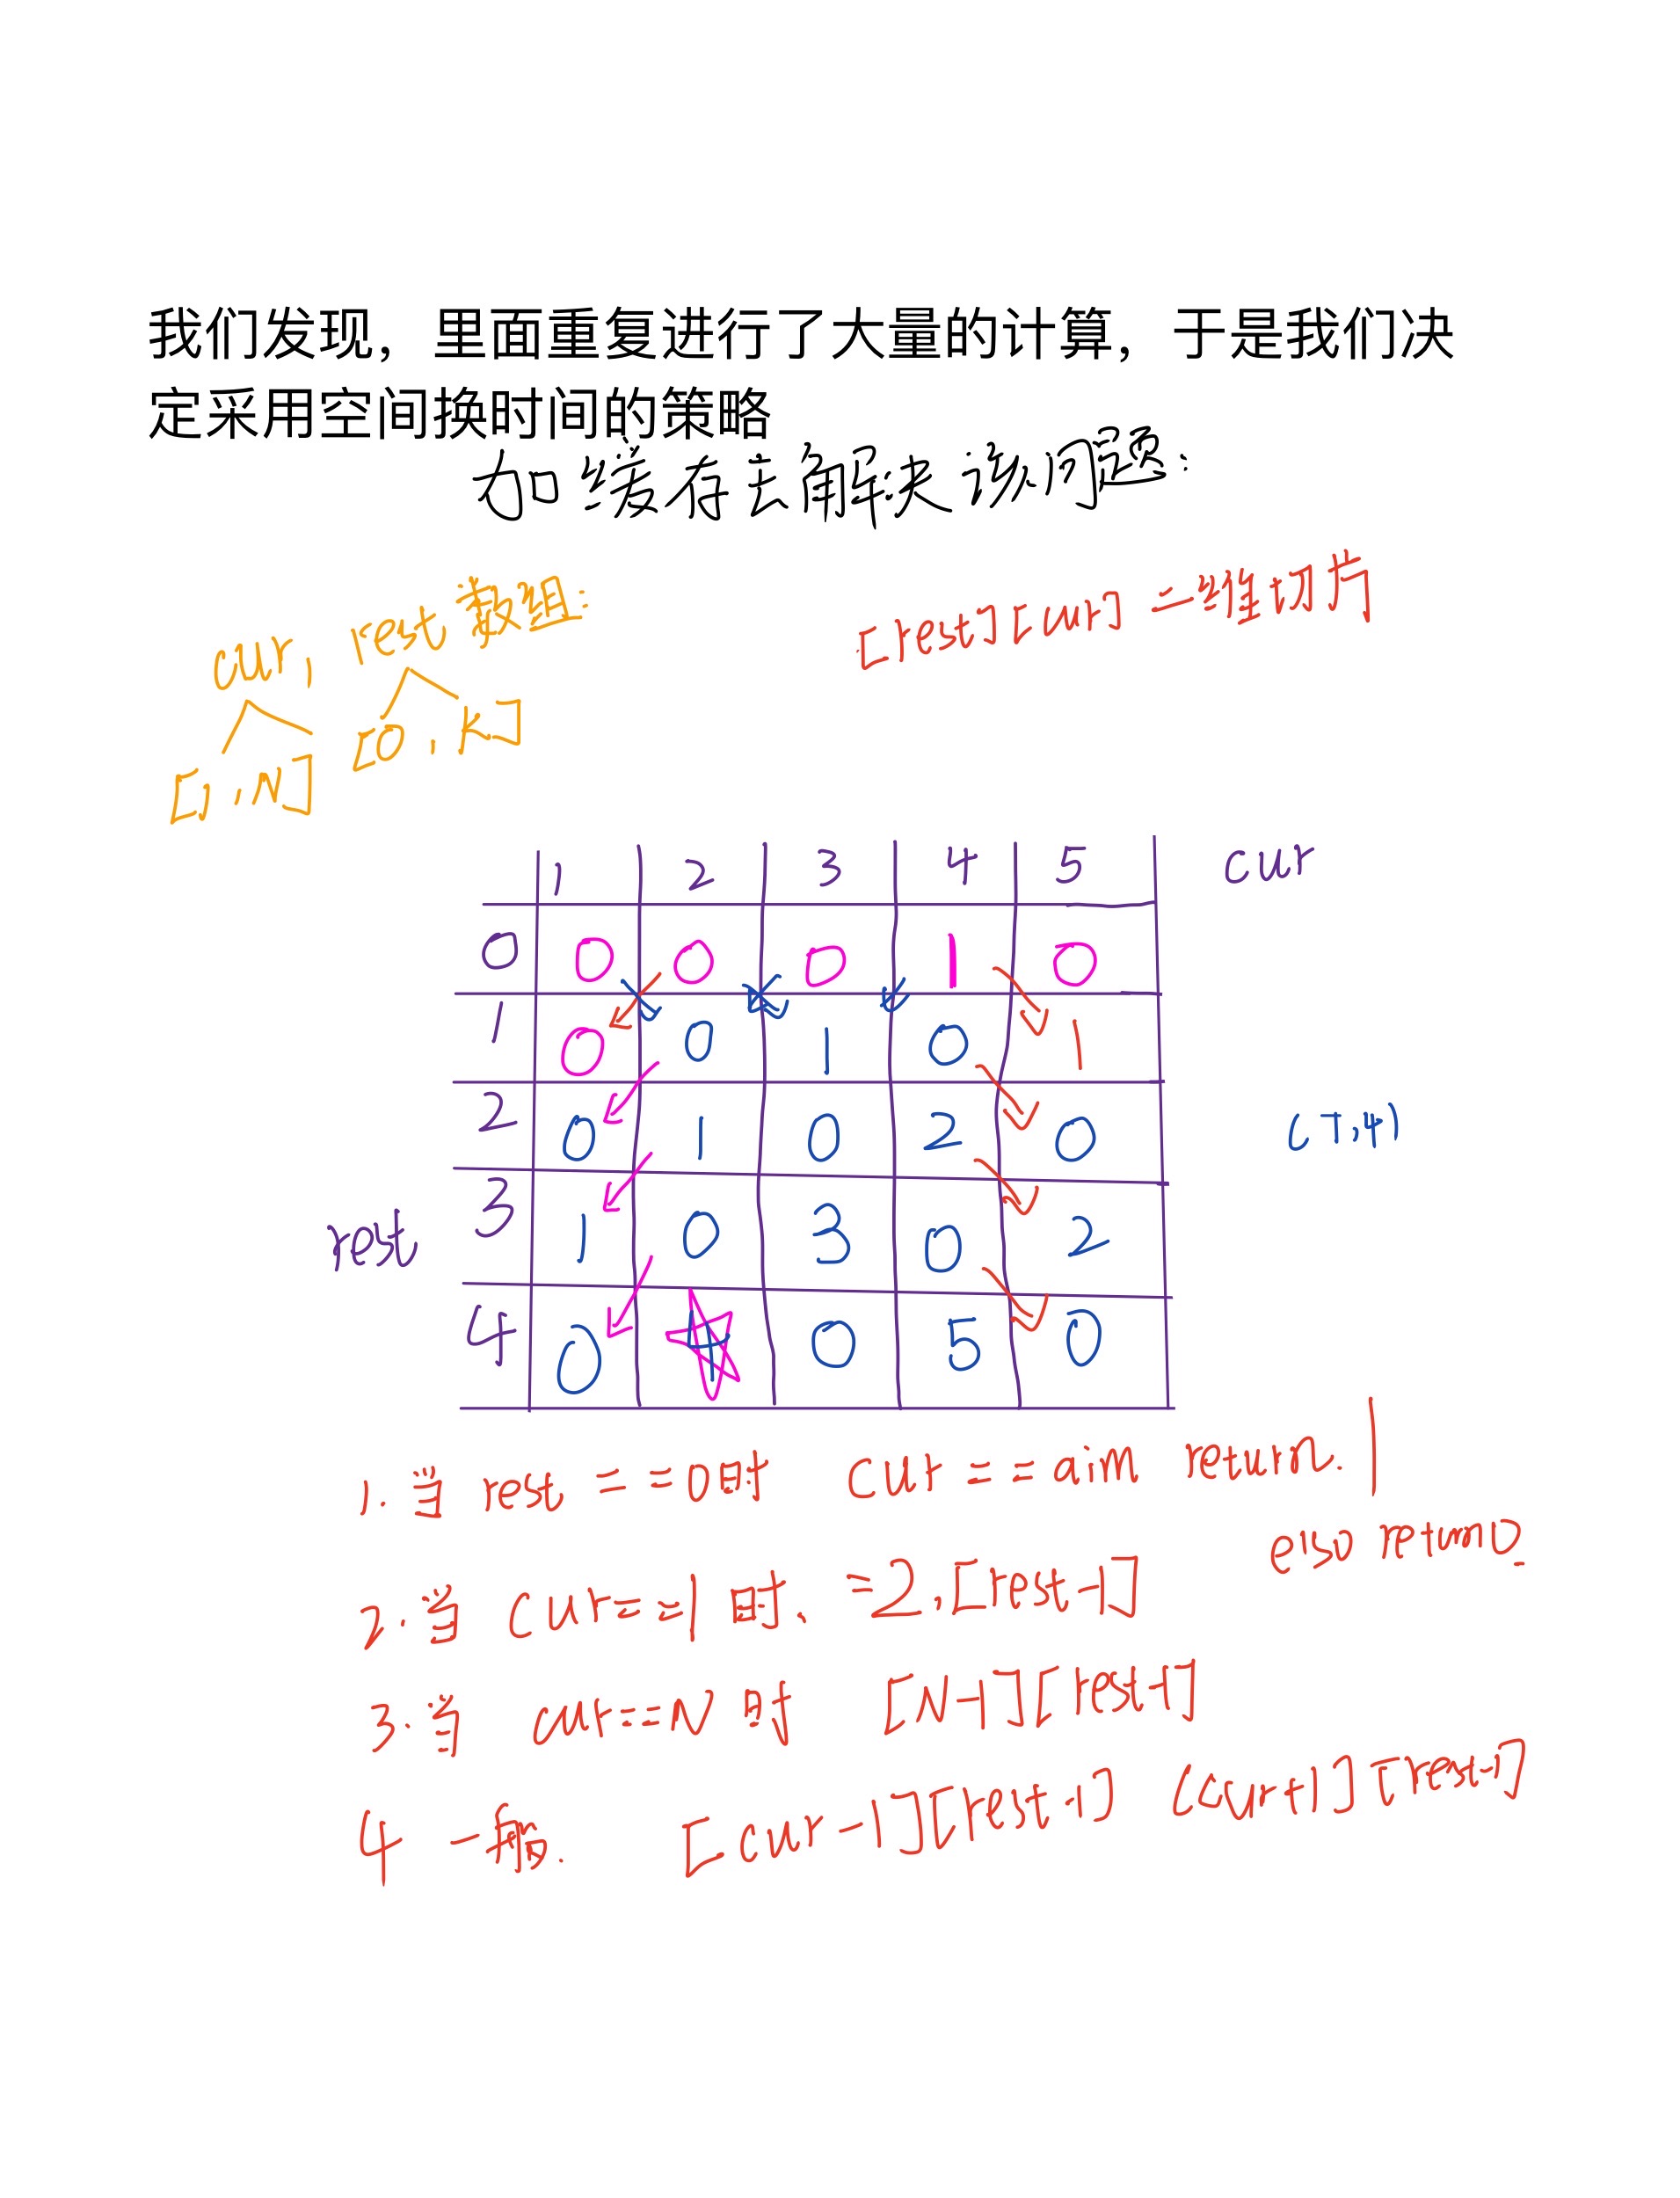 我们发现，里面重复进行了大量的计算，于是我们决
定采用空间换时间的策略
加缓存去解决该问题：
cur, rest 数组：
[rest][cur] 二维切片
[1, N] [0, K]
1 2 3 4 5 cur
0 0 0 0 1 0
1 0 0 1 0 1
2 0 1 0 2 0
(7,4)
3 1 0 3 0 2
rest
4 0 4 0 5 0
1. 当 rest == 0时 cur == aim return. 1
else return 0
2. 当 cur == 1 时. = 2, [rest-1]
3. 当 cur == N 时 [N-1][rest-1]
4 一般. [cur-1][rest-1] [cur+1][rest-1]